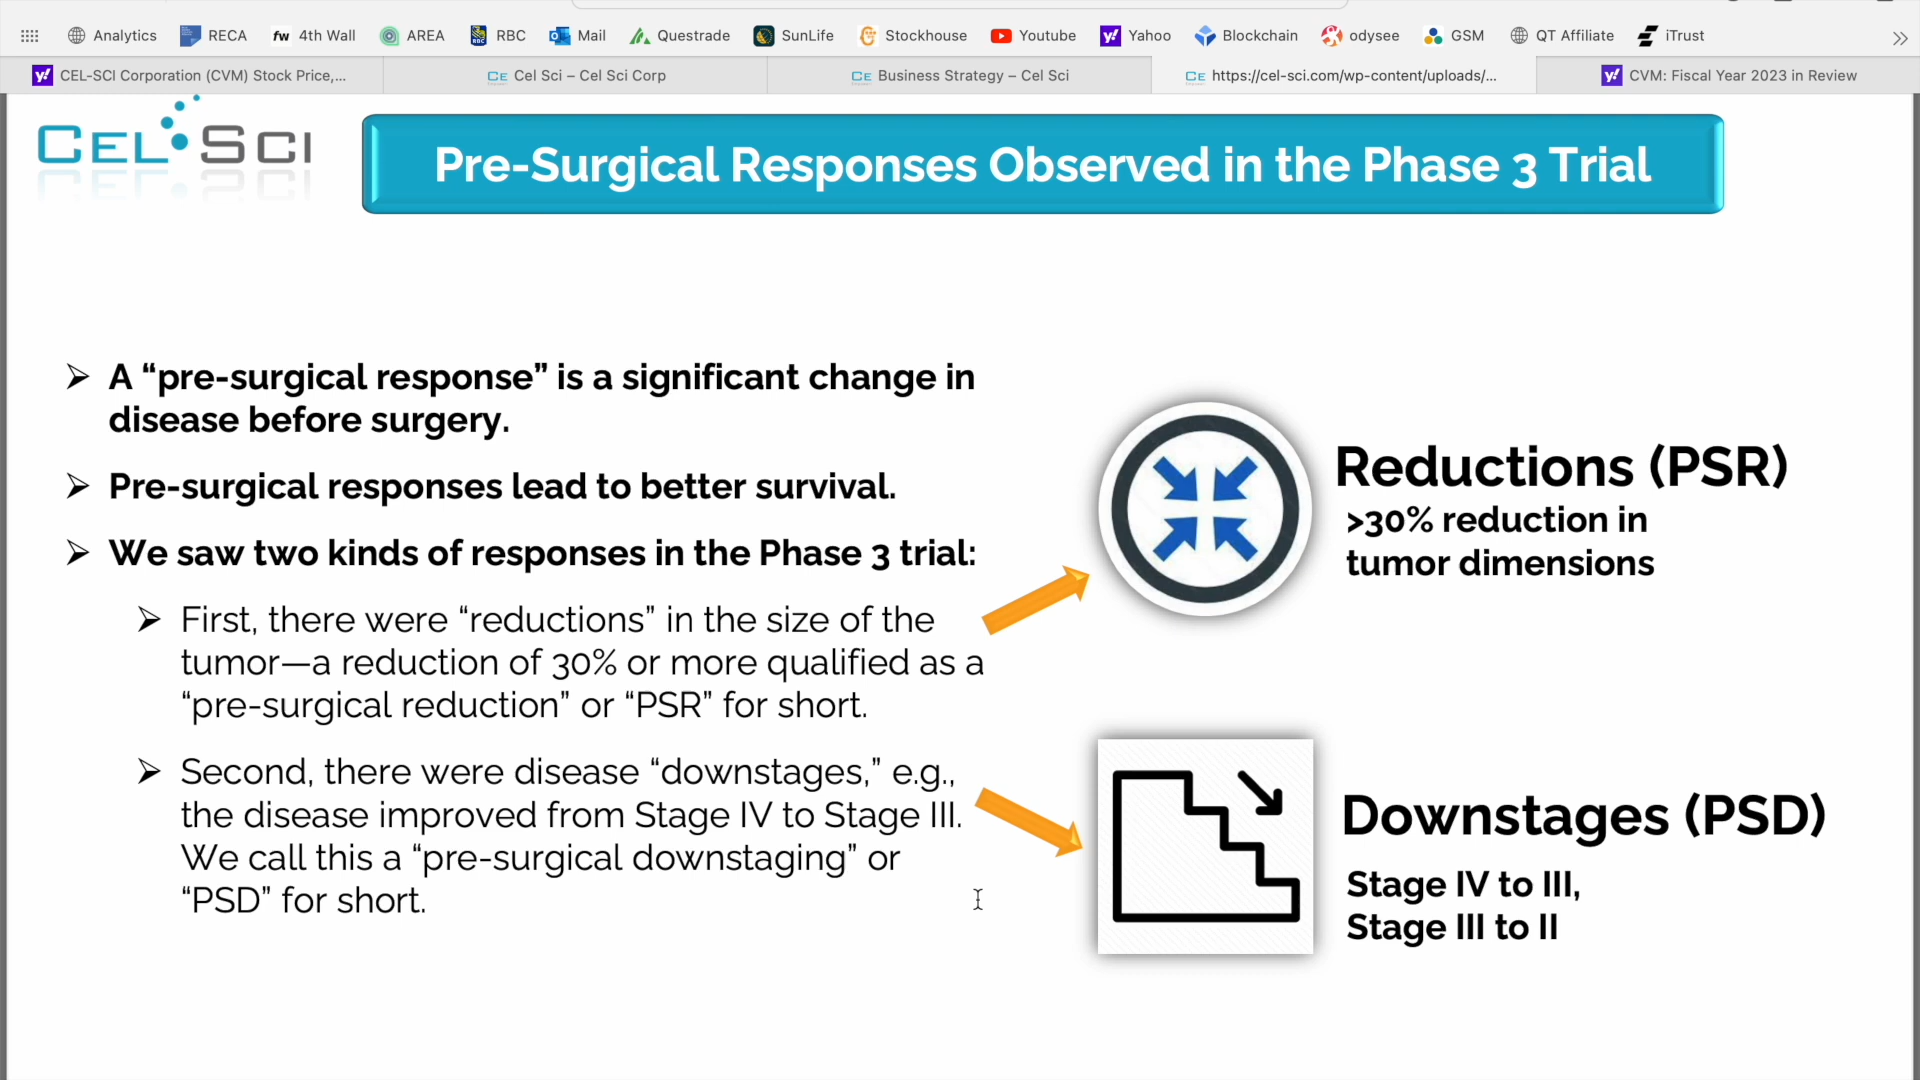 Analytics
RECA
fw 4th Wall
AREA
RBC
Mail
Questrade
SunLife
Stockhouse
Youtube
Yahoo
Blockchain
odysee
GSM
QT Affiliate
iTrust
CEL-SCI Corporation (CVM) Stock Price,...
CE Cel Sci – Cel Sci Corp
CE Business Strategy – Cel Sci
CE https://cel-sci.com/wp-content/uploads/...
CVM: Fiscal Year 2023 in Review
CEL SCI
Pre-Surgical Responses Observed in the Phase 3 Trial
A “pre-surgical response” is a significant change in
disease before surgery.
Pre-surgical responses lead to better survival.
We saw two kinds of responses in the Phase 3 trial:
First, there were “reductions” in the size of the
tumor—a reduction of 30% or more qualified as a
“pre-surgical reduction” or “PSR” for short.
Second, there were disease “downstages,” e.g.,
the disease improved from Stage IV to Stage III.
We call this a “pre-surgical downstaging” or
“PSD” for short.
Reductions (PSR)
>30% reduction in
tumor dimensions
Downstages (PSD)
Stage IV to III,
Stage III to II